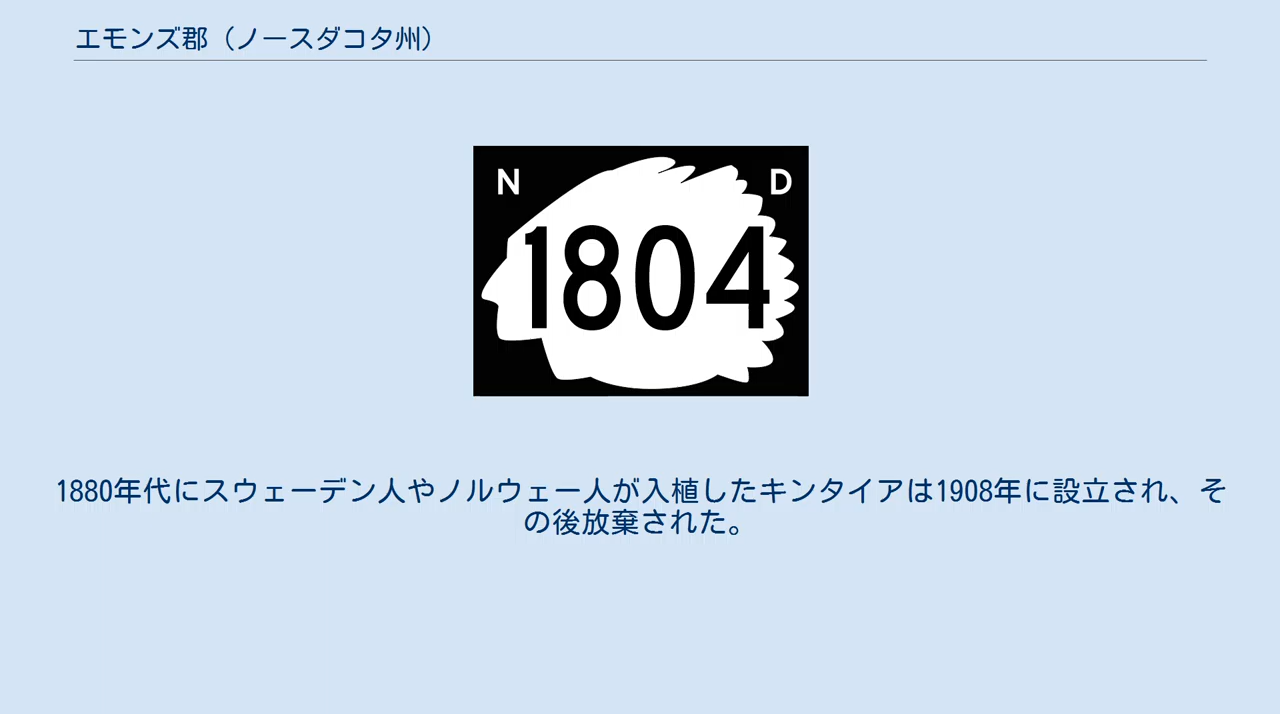 エモンズ郡（ノースダコタ州）
N D
1804
1880年代にスウェーデン人やノルウェー人が入植したキンタイアは1908年に設立され、そ
の後放棄された。